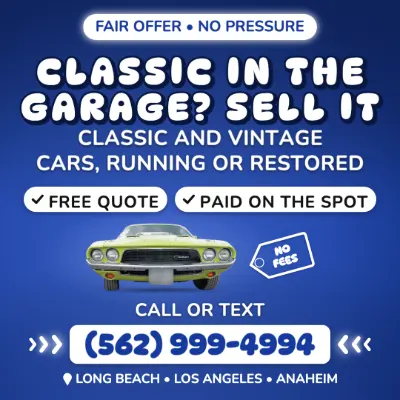 FAIR OFFER • NO PRESSURE
CLASSIC IN THE
GARAGE? SELL IT
CLASSIC AND VINTAGE
CARS, RUNNING OR RESTORED
FREE QUOTE
PAID ON THE SPOT
NO
FEES
CALL OR TEXT
(562) 999-4994
LONG BEACH • LOS ANGELES • ANAHEIM